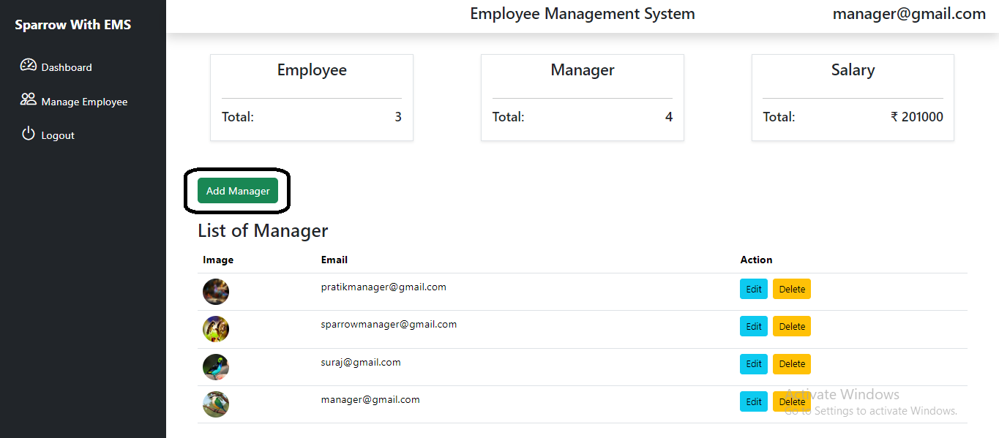 Sparrow With EMS
Dashboard
Manage Employee
Logout
Employee Management System
manager@gmail.com
Employee
Total: 3
Manager
Total: 4
Salary
Total: ₹ 201000
Add Manager
List of Manager
Image Email Action
pratikmanager@gmail.com Edit Delete
sparrowmanager@gmail.com Edit Delete
suraj@gmail.com Edit Delete
manager@gmail.com Edit Delete
Activate Windows
Go to Settings to activate Windows.